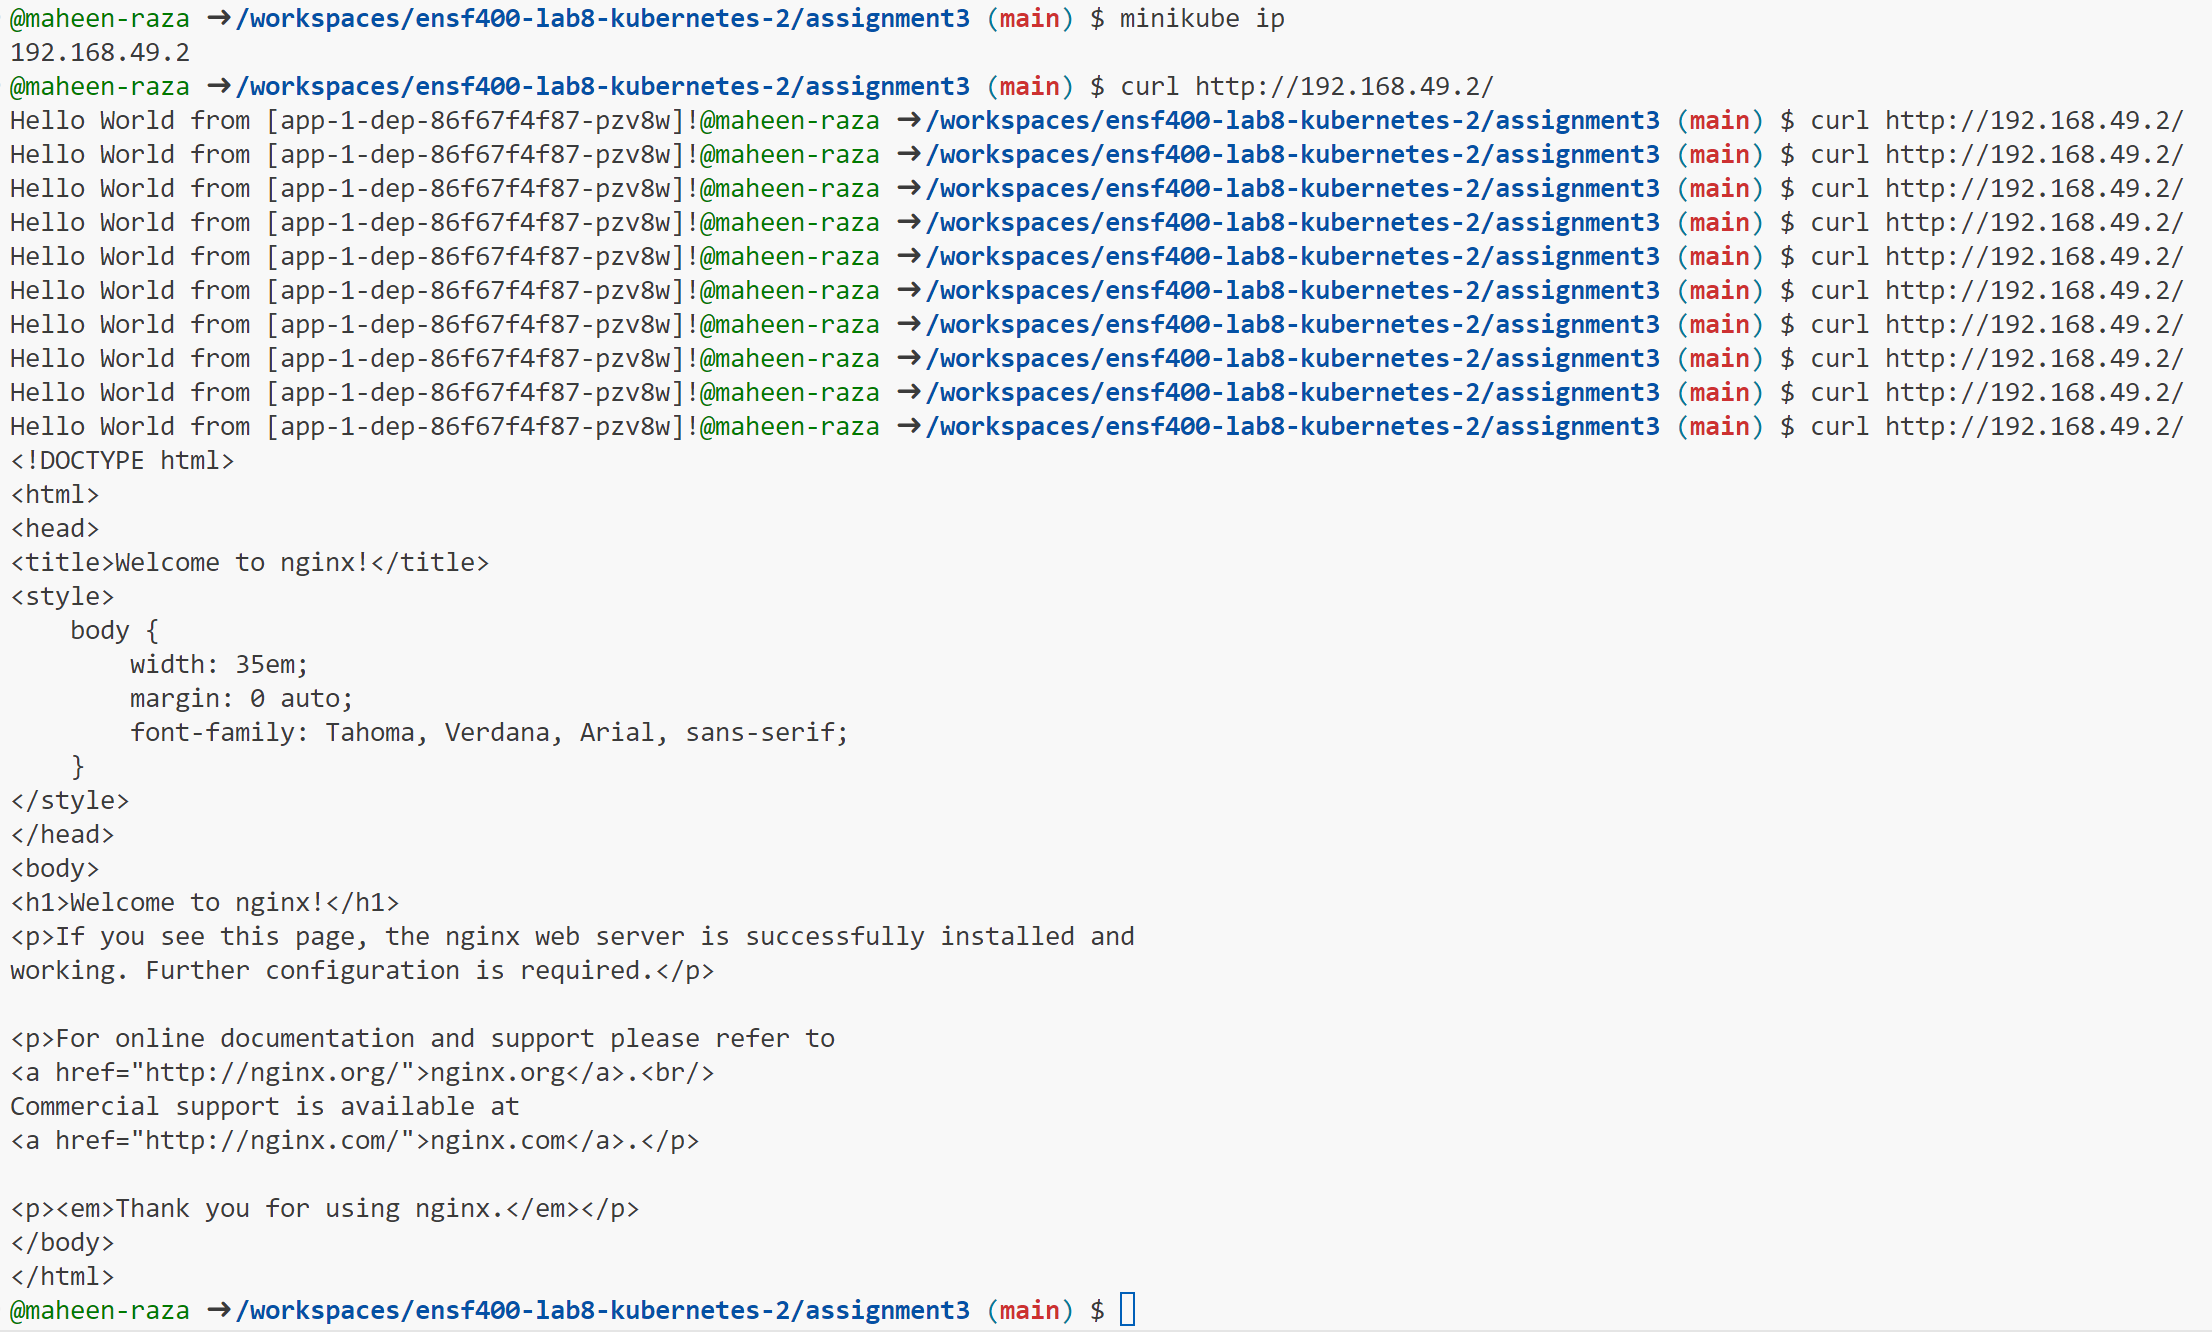 @maheen-raza ➜/workspaces/ensf400-lab8-kubernetes-2/assignment3 (main) $ minikube ip
192.168.49.2
@maheen-raza ➜/workspaces/ensf400-lab8-kubernetes-2/assignment3 (main) $ curl http://192.168.49.2/
Hello World from [app-1-dep-86f67f4f87-pzv8w]!@maheen-raza ➜/workspaces/ensf400-lab8-kubernetes-2/assignment3 (main) $ curl http://192.168.49.2/
Hello World from [app-1-dep-86f67f4f87-pzv8w]!@maheen-raza ➜/workspaces/ensf400-lab8-kubernetes-2/assignment3 (main) $ curl http://192.168.49.2/
Hello World from [app-1-dep-86f67f4f87-pzv8w]!@maheen-raza ➜/workspaces/ensf400-lab8-kubernetes-2/assignment3 (main) $ curl http://192.168.49.2/
Hello World from [app-1-dep-86f67f4f87-pzv8w]!@maheen-raza ➜/workspaces/ensf400-lab8-kubernetes-2/assignment3 (main) $ curl http://192.168.49.2/
Hello World from [app-1-dep-86f67f4f87-pzv8w]!@maheen-raza ➜/workspaces/ensf400-lab8-kubernetes-2/assignment3 (main) $ curl http://192.168.49.2/
Hello World from [app-1-dep-86f67f4f87-pzv8w]!@maheen-raza ➜/workspaces/ensf400-lab8-kubernetes-2/assignment3 (main) $ curl http://192.168.49.2/
Hello World from [app-1-dep-86f67f4f87-pzv8w]!@maheen-raza ➜/workspaces/ensf400-lab8-kubernetes-2/assignment3 (main) $ curl http://192.168.49.2/
Hello World from [app-1-dep-86f67f4f87-pzv8w]!@maheen-raza ➜/workspaces/ensf400-lab8-kubernetes-2/assignment3 (main) $ curl http://192.168.49.2/
Hello World from [app-1-dep-86f67f4f87-pzv8w]!@maheen-raza ➜/workspaces/ensf400-lab8-kubernetes-2/assignment3 (main) $ curl http://192.168.49.2/
Hello World from [app-1-dep-86f67f4f87-pzv8w]!@maheen-raza ➜/workspaces/ensf400-lab8-kubernetes-2/assignment3 (main) $ curl http://192.168.49.2/
<!DOCTYPE html>
<html>
<head>
<title>Welcome to nginx!</title>
<style>
    body {
        width: 35em;
        margin: 0 auto;
        font-family: Tahoma, Verdana, Arial, sans-serif;
    }
</style>
</head>
<body>
<h1>Welcome to nginx!</h1>
<p>If you see this page, the nginx web server is successfully installed and
working. Further configuration is required.</p>

<p>For online documentation and support please refer to
<a href="http://nginx.org/">nginx.org</a>.<br/>
Commercial support is available at
<a href="http://nginx.com/">nginx.com</a>.</p>

<p><em>Thank you for using nginx.</em></p>
</body>
</html>
@maheen-raza ➜/workspaces/ensf400-lab8-kubernetes-2/assignment3 (main) $